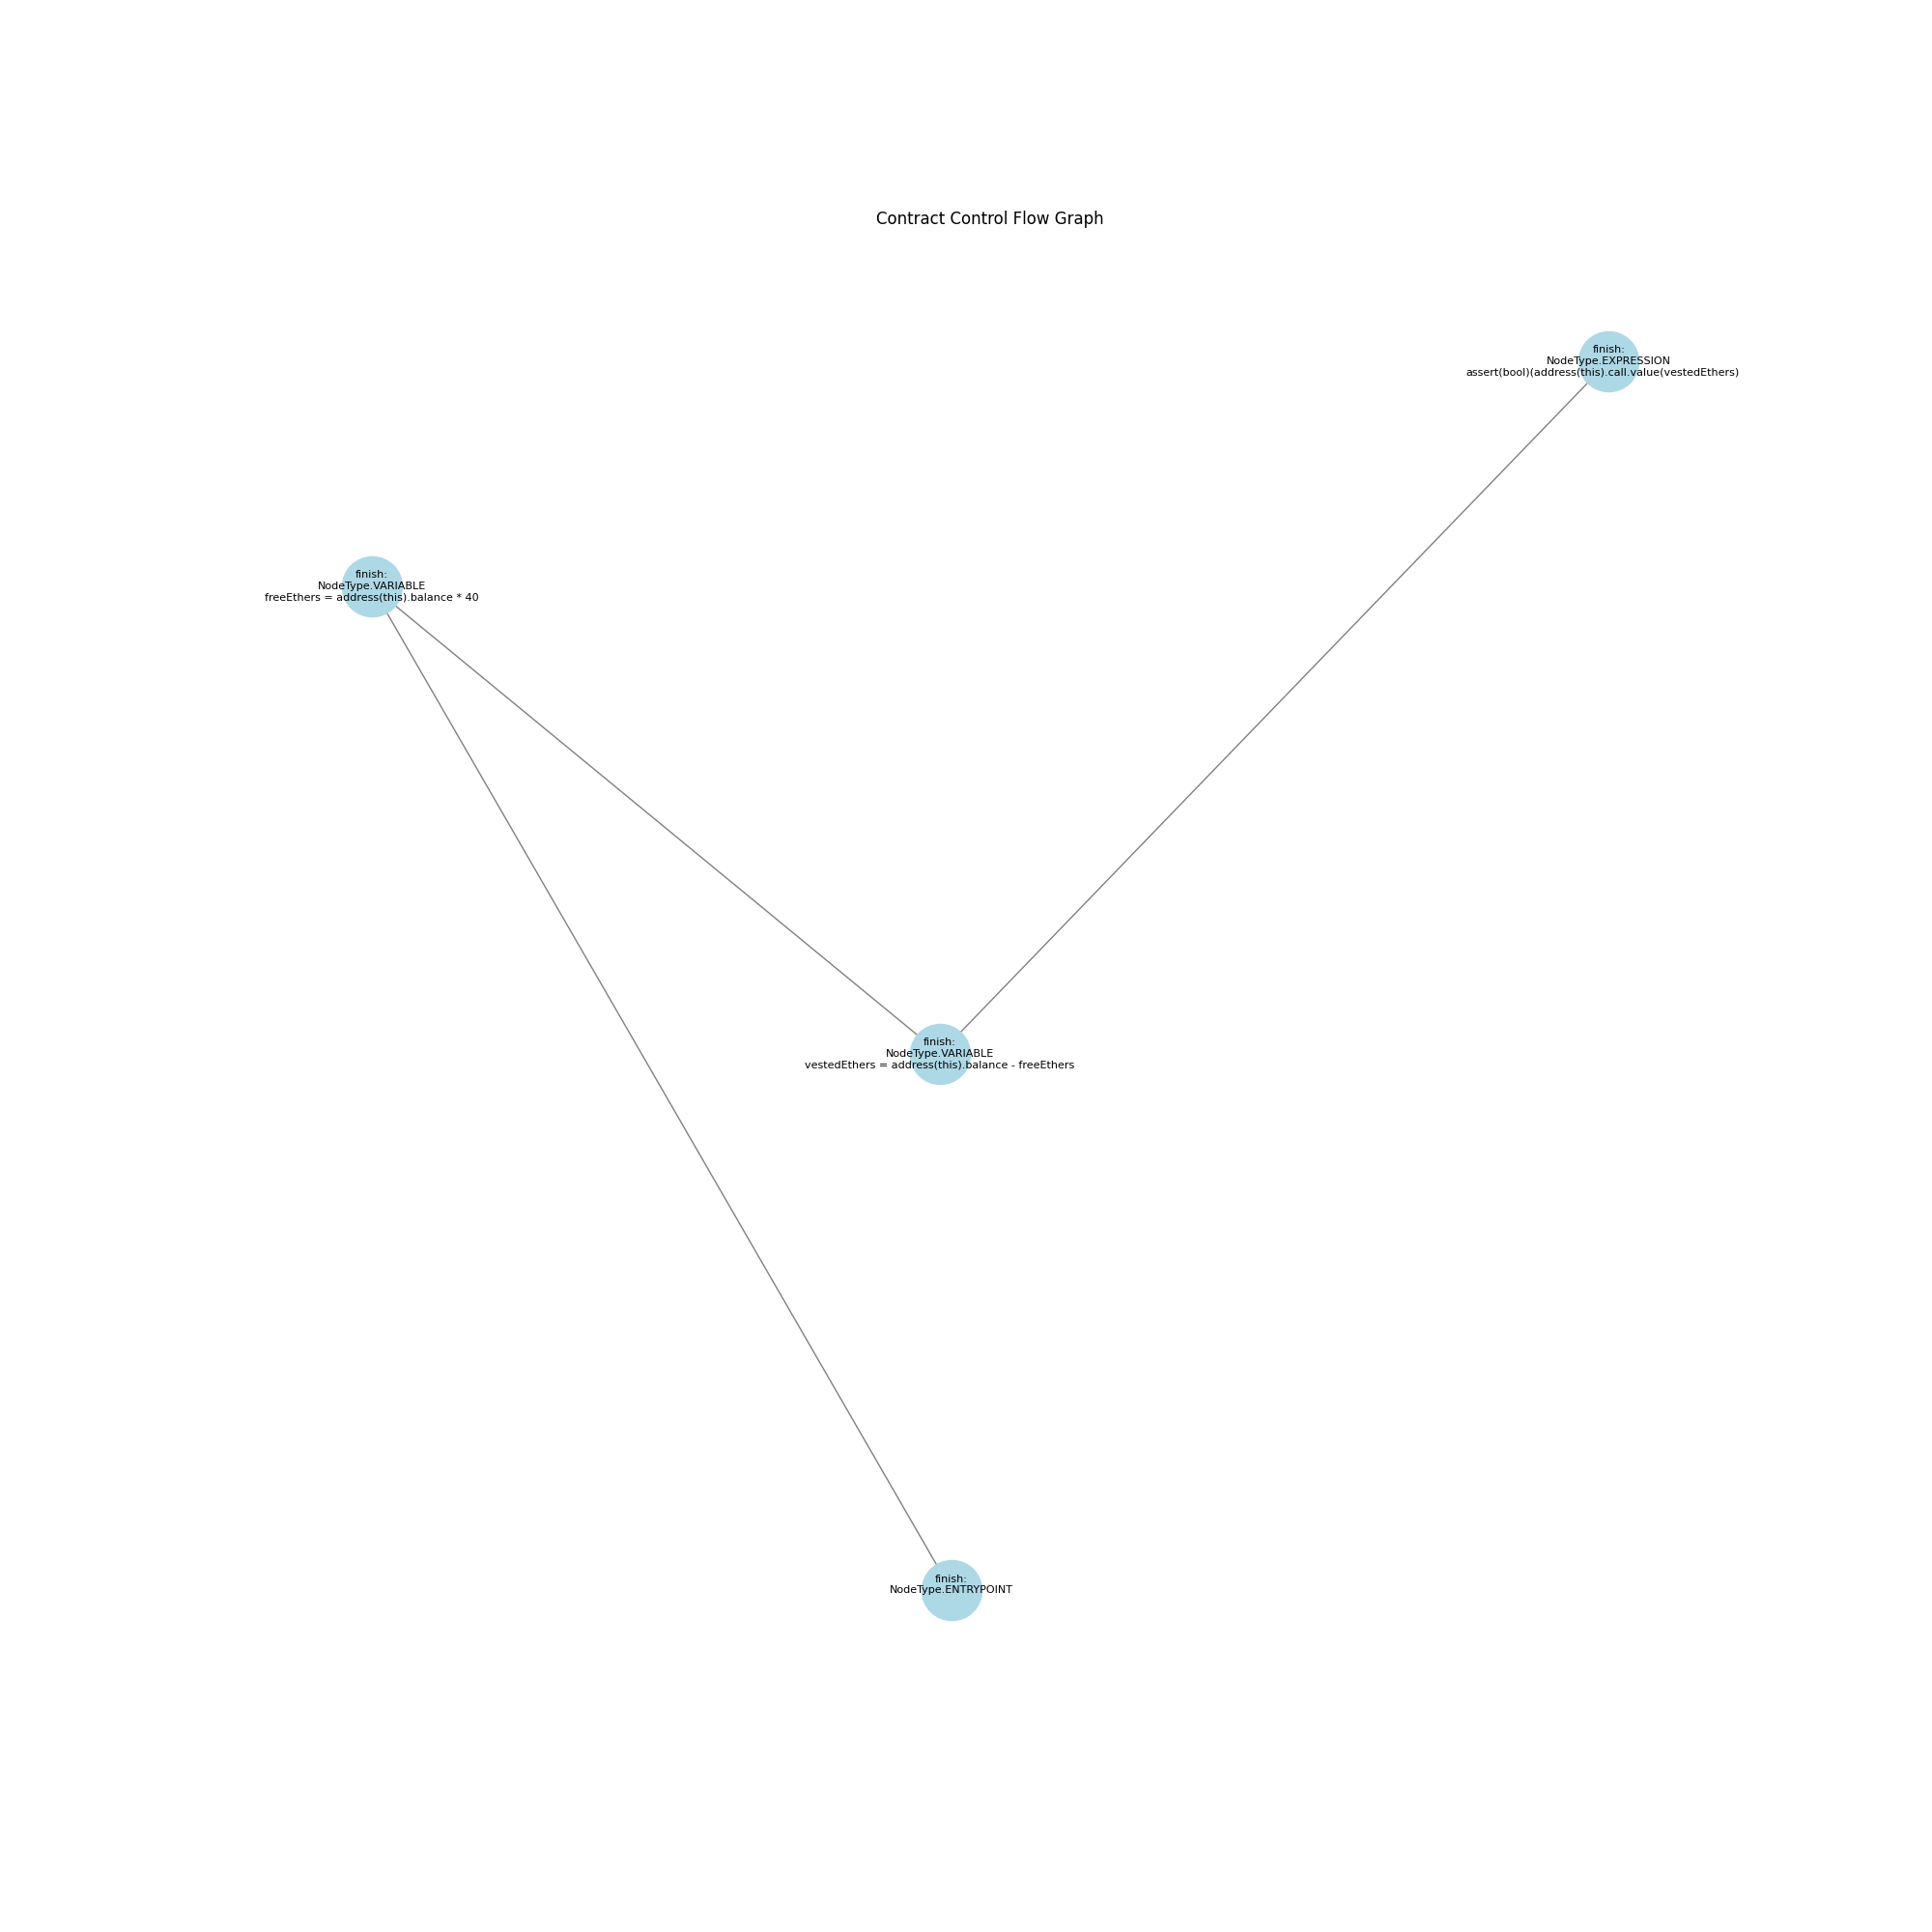 Contract Control Flow Graph
finish:
NodeType.EXPRESSION
assert(bool)(address(this).call.value(vestedEthers)
finish:
NodeType.VARIABLE
freeEthers = address(this).balance * 40
finish:
NodeType.VARIABLE
vestedEthers = address(this).balance - freeEthers
finish:
NodeType.ENTRYPOINT